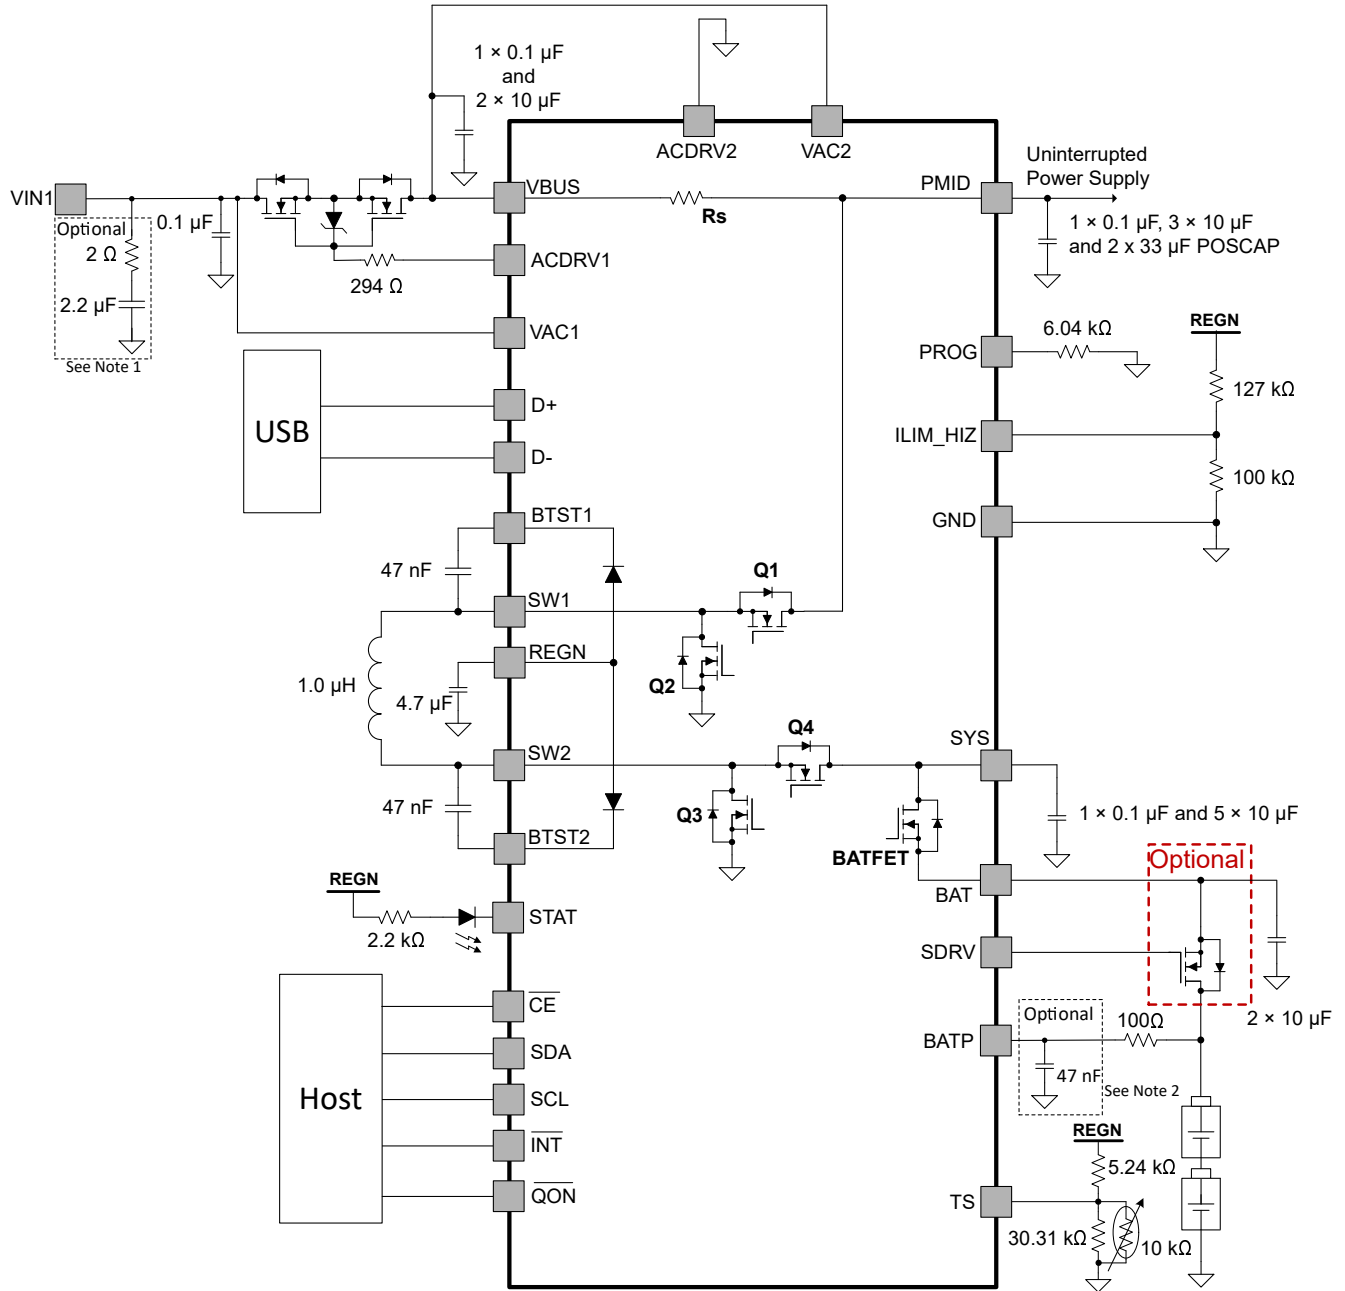 1 × 0.1 µF
and
2 × 10 µF
ACDRV2
VAC2
Uninterrupted
Power Supply
VIN1
VBUS
Rs
PMID
Optional
2 Ω
2.2 µF
See Note 1
0.1 µF
294 Ω
ACDRV1
1 × 0.1 µF, 3 × 10 µF
and 2 x 33 µF POSCAP
VAC1
PROG
6.04 kΩ
REGN
127 kΩ
USB
D+
D-
ILIM_HIZ
100 kΩ
GND
BTST1
47 nF
SW1
Q1
REGN
1.0 µH
4.7 µF
Q2
SW2
Q4
SYS
47 nF
Q3
BTST2
BATFET
1 × 0.1 µF and 5 × 10 µF
Optional
BAT
REGN
2.2 kΩ
STAT
SDRV
2 × 10 µF
Host
CE
SDA
SCL
INT
QON
BATP
Optional
47 nF
100Ω
See Note 2
REGN
5.24 kΩ
TS
30.31 kΩ
10 kΩ